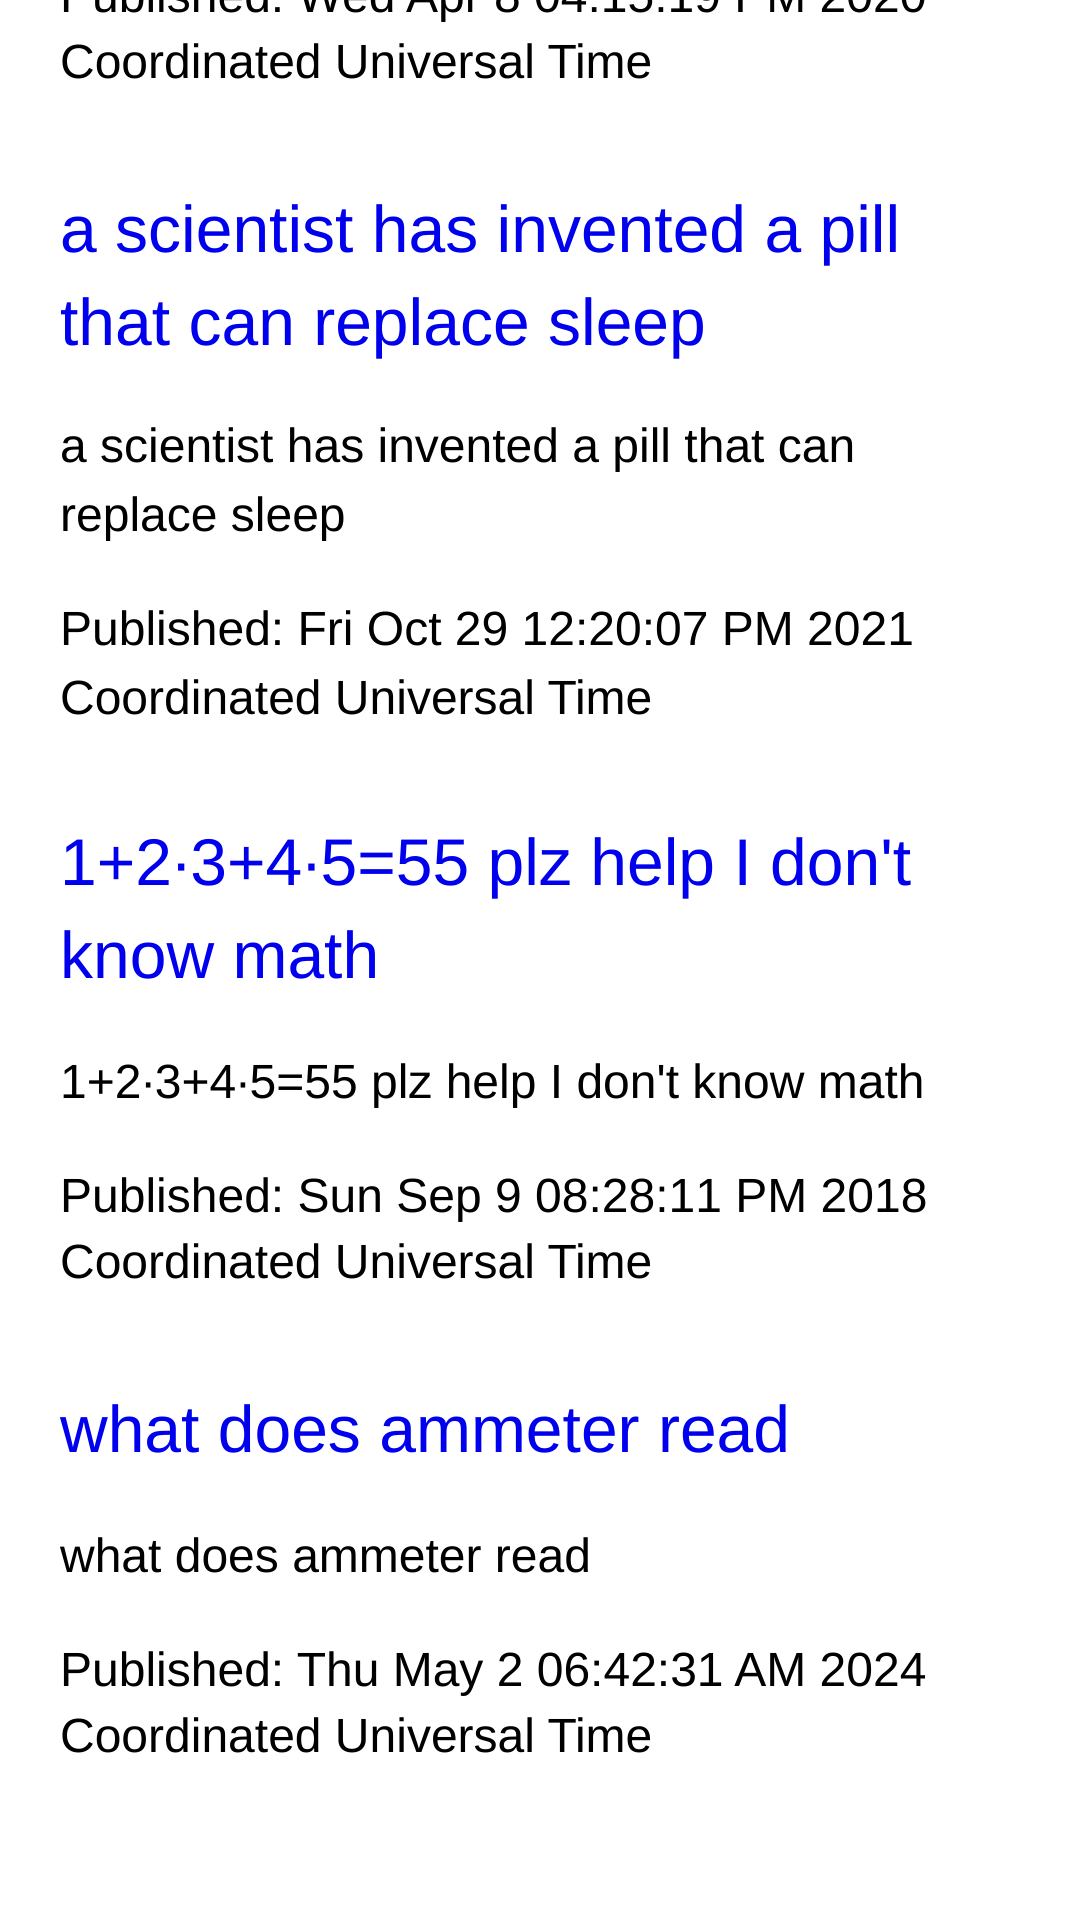 Published: Wed Apr 8 04:15:19 PM 2020
Coordinated Universal Time
a scientist has invented a pill
that can replace sleep
a scientist has invented a pill that can
replace sleep
Published: Fri Oct 29 12:20:07 PM 2021
Coordinated Universal Time
1+2·3+4·5=55 plz help I don't
know math
1+2·3+4·5=55 plz help I don't know math
Published: Sun Sep 9 08:28:11 PM 2018
Coordinated Universal Time
what does ammeter read
what does ammeter read
Published: Thu May 2 06:42:31 AM 2024
Coordinated Universal Time